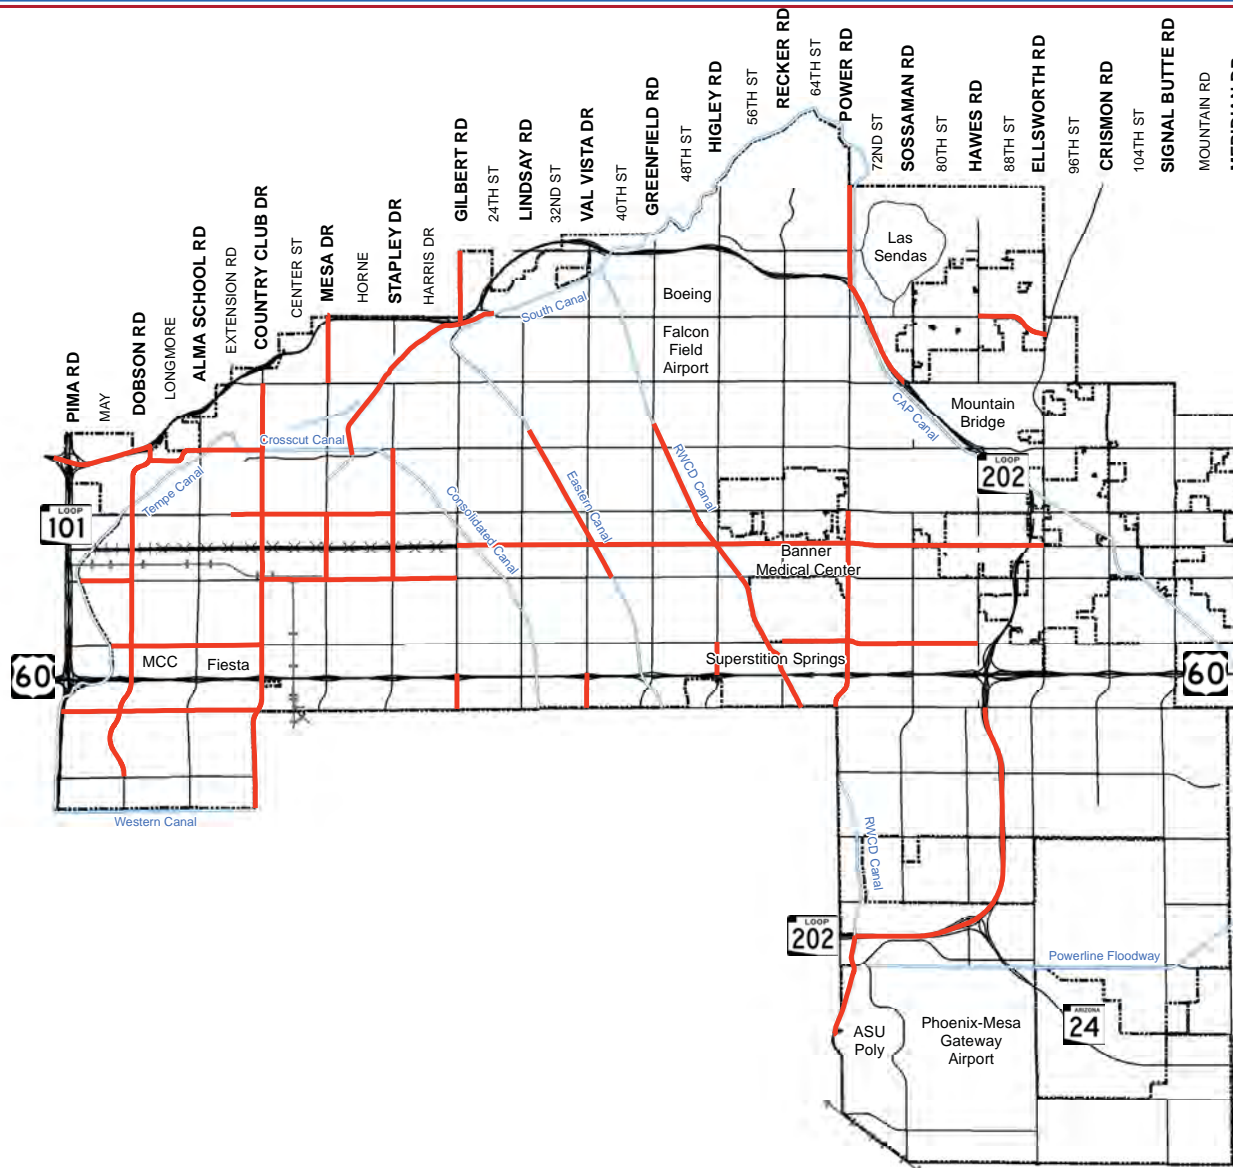 PIMA RD
MAY
DOBSON RD
LONGMORE
ALMA SCHOOL RD
EXTENSION RD
COUNTRY CLUB DR
CENTER ST
MESA DR
HORNE
STAPLEY DR
HARRIS DR
GILBERT RD
24TH ST
LINDSAY RD
32ND ST
VAL VISTA DR
40TH ST
GREENFIELD RD
48TH ST
HIGLEY RD
56TH ST
RECKER RD
64TH ST
POWER RD
72ND ST
SOSSAMAN RD
80TH ST
HAWES RD
88TH ST
ELLSWORTH RD
96TH ST
CRISMON RD
104TH ST
SIGNAL BUTTE RD
MOUNTAIN RD
Las
Sendas
Boeing
South Canal
Falcon
Field
Airport
CAP Canal
Mountain
Bridge
Crosscut Canal
Tempe Canal
Consolidated Canal
Eastern Canal
RWCD Canal
LOOP
202
LOOP
101
Banner
Medical Center
MCC
Fiesta
Superstition Springs
60
60
Western Canal
RWCD Canal
LOOP
202
Powerline Floodway
ARIZONA
24
ASU
Poly
Phoenix-Mesa
Gateway
Airport